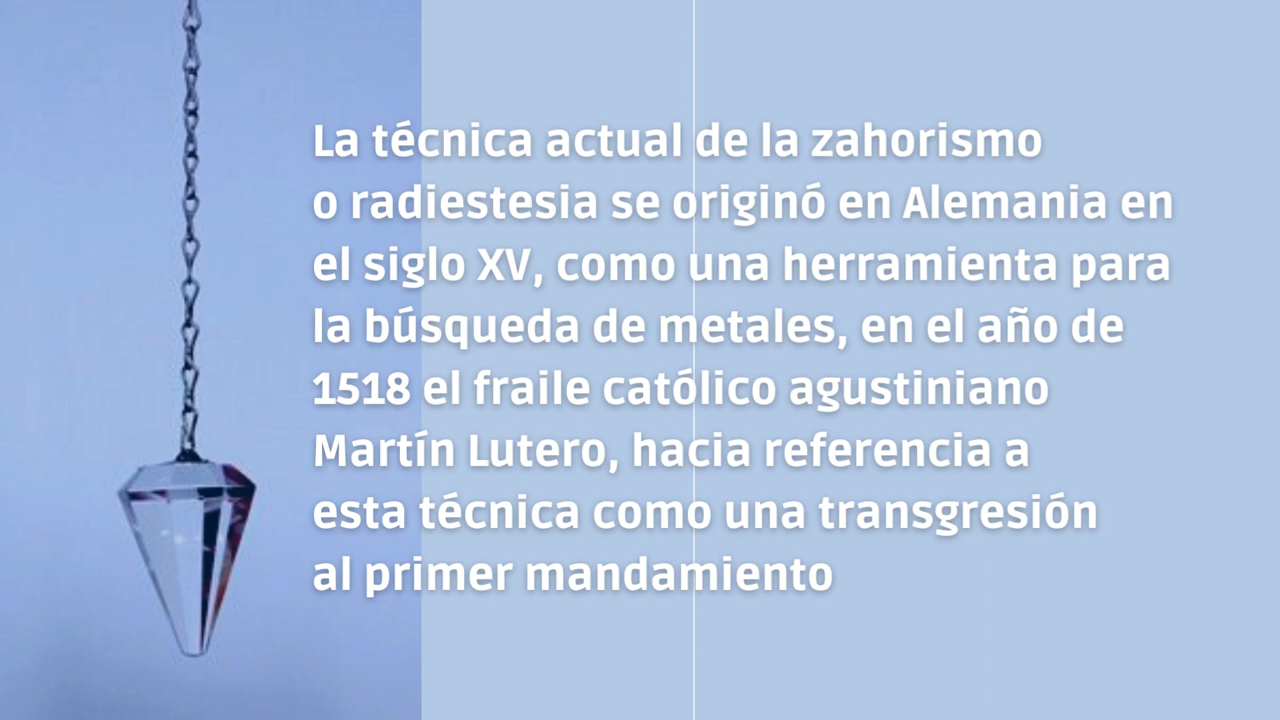 La técnica actual de la zahorismo
o radiestesia se originó en Alemania en
el siglo XV, como una herramienta para
la búsqueda de metales, en el año de
1518 el fraile católico agustiniano
Martín Lutero, hacia referencia a
esta técnica como una transgresión
al primer mandamiento